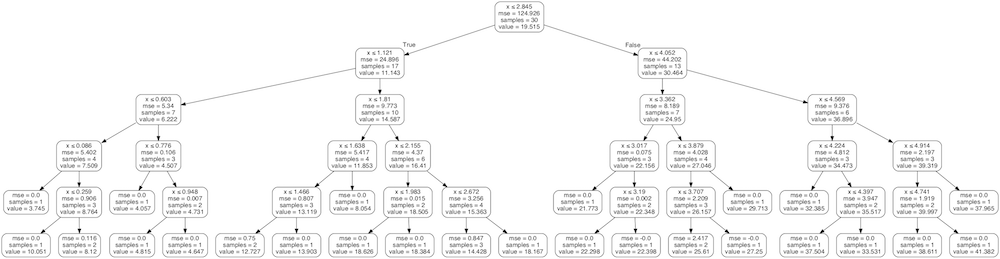 x ≤ 2.845
mse = 124.926
samples = 30
value = 19.515
True
False
x ≤ 1.121
mse = 24.896
samples = 17
value = 11.143
x ≤ 4.052
mse = 44.202
samples = 13
value = 30.464
x ≤ 0.603
mse = 5.34
samples = 7
value = 6.222
x ≤ 1.81
mse = 9.773
samples = 10
value = 14.587
x ≤ 3.362
mse = 8.189
samples = 7
value = 24.95
x ≤ 4.569
mse = 9.376
samples = 6
value = 36.896
x ≤ 0.086
mse = 5.402
samples = 4
value = 7.509
x ≤ 0.776
mse = 0.106
samples = 3
value = 4.507
x ≤ 1.638
mse = 5.417
samples = 4
value = 11.853
x ≤ 2.155
mse = 4.37
samples = 6
value = 16.41
x ≤ 3.017
mse = 0.075
samples = 3
value = 22.156
x ≤ 3.879
mse = 4.028
samples = 4
value = 27.046
x ≤ 4.224
mse = 4.812
samples = 3
value = 34.473
x ≤ 4.914
mse = 2.197
samples = 3
value = 39.319
mse = 0.0
samples = 1
value = 3.745
x ≤ 0.259
mse = 0.906
samples = 3
value = 8.764
mse = 0.0
samples = 1
value = 4.057
x ≤ 0.948
mse = 0.007
samples = 2
value = 4.731
x ≤ 1.466
mse = 0.807
samples = 3
value = 13.119
mse = 0.0
samples = 1
value = 8.054
x ≤ 1.983
mse = 0.015
samples = 2
value = 18.505
x ≤ 2.672
mse = 3.256
samples = 4
value = 15.363
mse = 0.0
samples = 1
value = 21.773
x ≤ 3.19
mse = 0.002
samples = 2
value = 22.348
x ≤ 3.707
mse = 2.209
samples = 3
value = 26.157
mse = 0.0
samples = 1
value = 29.713
mse = 0.0
samples = 1
value = 32.385
x ≤ 4.397
mse = 3.947
samples = 2
value = 35.517
x ≤ 4.741
mse = 1.919
samples = 2
value = 39.997
mse = 0.0
samples = 1
value = 37.965
mse = 0.0
samples = 1
value = 10.051
mse = 0.116
samples = 2
value = 8.12
mse = 0.0
samples = 1
value = 4.815
mse = 0.0
samples = 1
value = 4.647
mse = 0.75
samples = 2
value = 12.727
mse = 0.0
samples = 1
value = 13.903
mse = 0.0
samples = 1
value = 18.626
mse = 0.0
samples = 1
value = 18.384
mse = 0.847
samples = 3
value = 14.428
mse = 0.0
samples = 1
value = 18.167
mse = 0.0
samples = 1
value = 22.298
mse = -0.0
samples = 1
value = 22.398
mse = 2.417
samples = 2
value = 25.61
mse = -0.0
samples = 1
value = 27.25
mse = 0.0
samples = 1
value = 37.504
mse = 0.0
samples = 1
value = 33.531
mse = 0.0
samples = 1
value = 38.611
mse = 0.0
samples = 1
value = 41.382